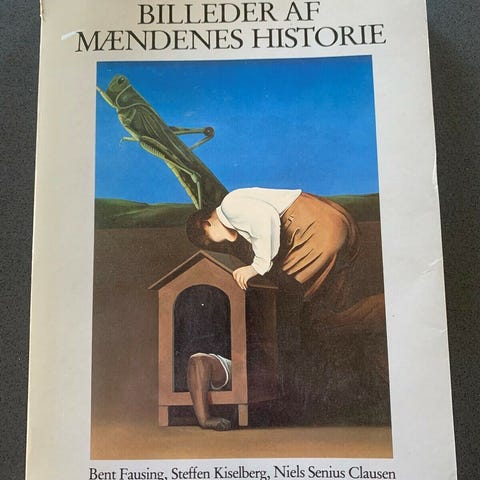 BILLEDER AF
MÆNDENES HISTORIE
Bent Fausing, Steffen Kiselberg, Niels Senius Clausen